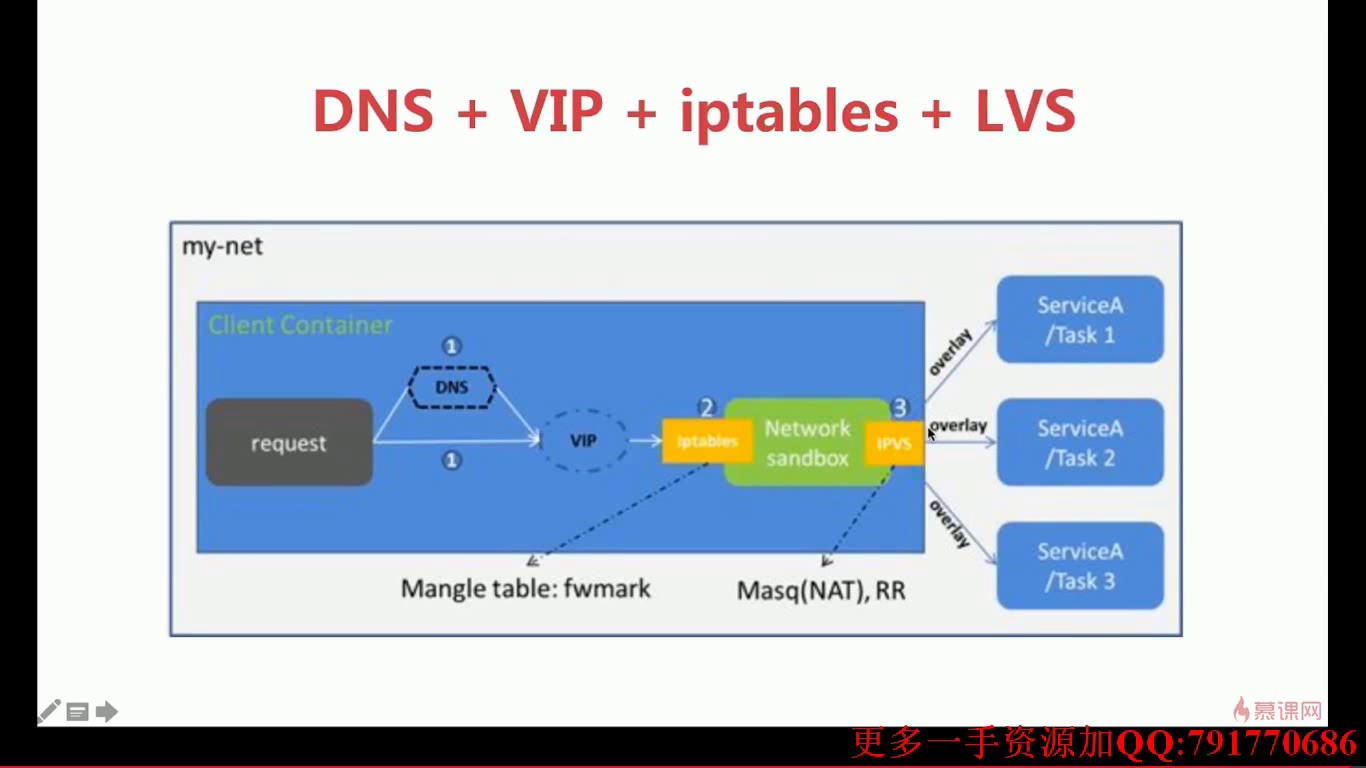 DNS + VIP + iptables + LVS
my-net
Client Container
1
DNS
request
1
VIP
2
Iptables
Network
sandbox
3
IPVS
overlay
overlay
overlay
ServiceA
/Task 1
ServiceA
/Task 2
ServiceA
/Task 3
Mangle table: fwmark
Masq(NAT), RR
慕课网
更多一手资源加QQ:791770686